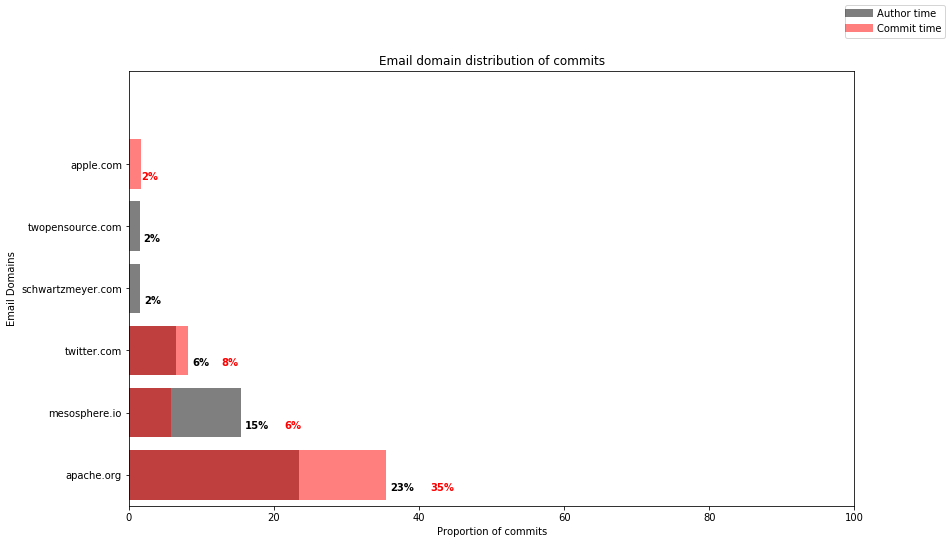 Author time
Commit time
Email domain distribution of commits
Email Domains
apple.com
2%
twopensource.com
2%
schwartzmeyer.com
2%
twitter.com
6% 8%
mesosphere.io
15% 6%
apache.org
23% 35%
0 20 40 60 80 100
Proportion of commits